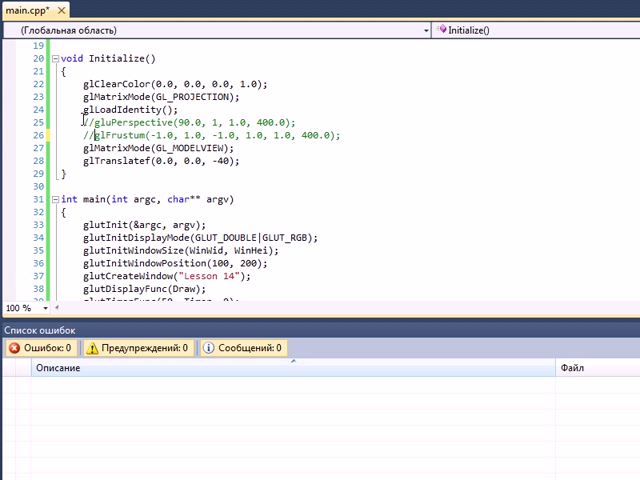 main.cpp*
(Глобальная область)
Initialize()
19
20 void Initialize()
21 {
22 glClearColor(0.0, 0.0, 0.0, 1.0);
23 glMatrixMode(GL_PROJECTION);
24 glLoadIdentity();
25 //gluPerspective(90.0, 1, 1.0, 400.0);
26 //glFrustum(-1.0, 1.0, -1.0, 1.0, 1.0, 400.0);
27 glMatrixMode(GL_MODELVIEW);
28 glTranslatef(0.0, 0.0, -40);
29 }
30
31 int main(int argc, char** argv)
32 {
33 glutInit(&argc, argv);
34 glutInitDisplayMode(GLUT_DOUBLE|GLUT_RGB);
35 glutInitWindowSize(WinWid, WinHei);
36 glutInitWindowPosition(100, 200);
37 glutCreateWindow("Lesson 14");
38 glutDisplayFunc(Draw);
100 %
Список ошибок
Ошибок: 0 Предупреждений: 0 Сообщений: 0
Описание Файл